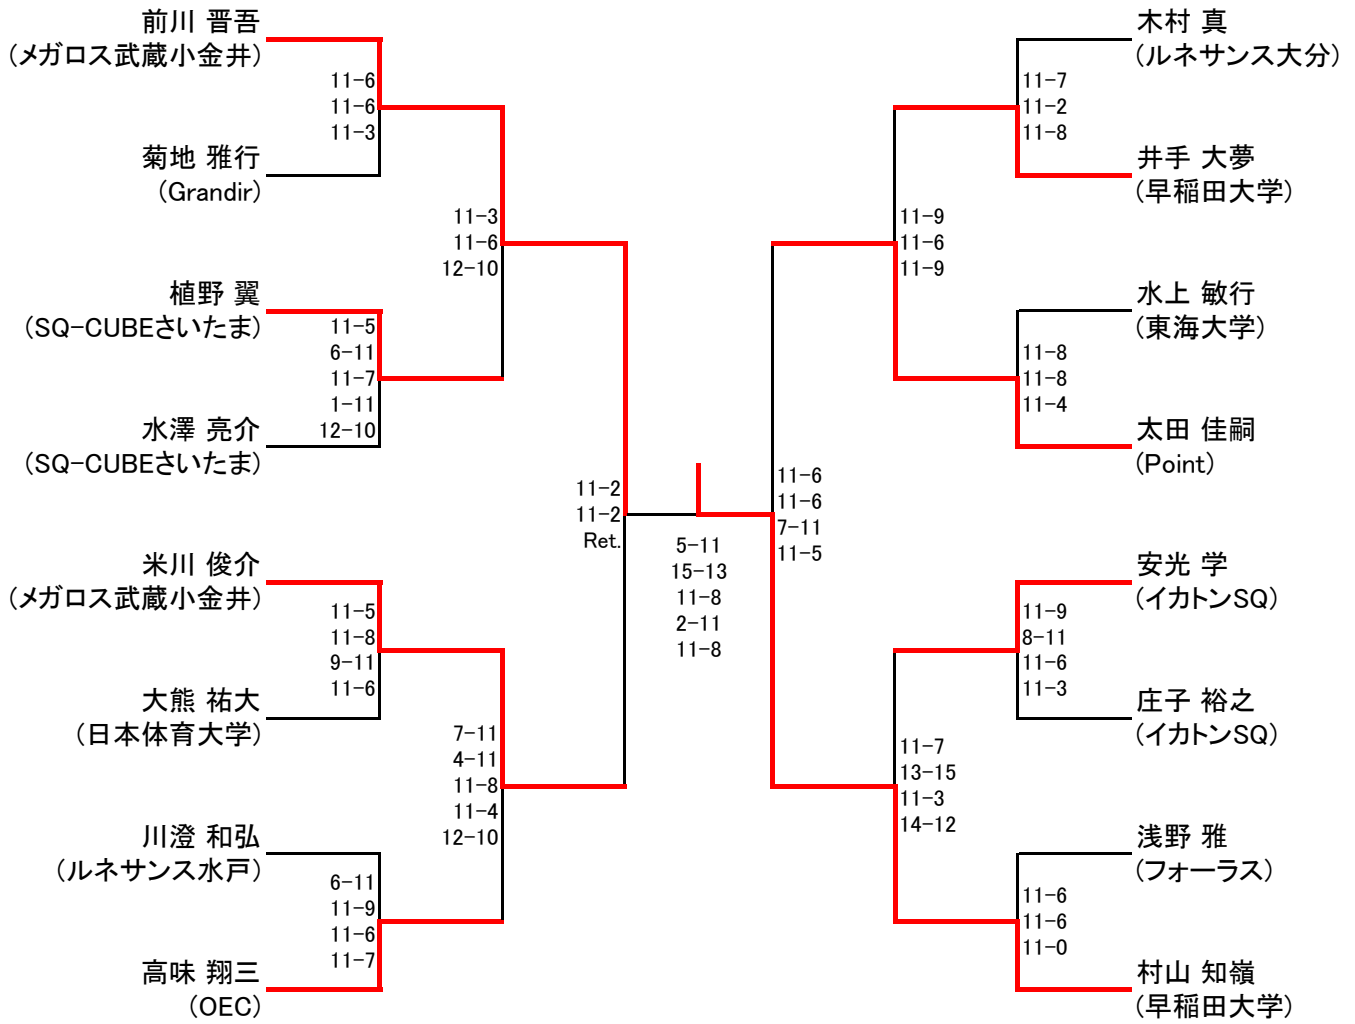 前川 晋吾
(メガロス武蔵小金井)
11-6
11-6
11-3
菊地 雅行
(Grandir)
11-3
11-6
12-10
植野 翼
(SQ-CUBEさいたま)
11-5
6-11
11-7
1-11
12-10
水澤 亮介
(SQ-CUBEさいたま)
11-2
11-2
Ret.
米川 俊介
(メガロス武蔵小金井)
11-5
11-8
9-11
11-6
大熊 祐大
(日本体育大学)
7-11
4-11
11-8
11-4
12-10
川澄 和弘
(ルネサンス水戸)
6-11
11-9
11-6
11-7
高味 翔三
(OEC)
5-11
15-13
11-8
2-11
11-8
木村 真
(ルネサンス大分)
11-7
11-2
11-8
井手 大夢
(早稲田大学)
11-9
11-6
11-9
水上 敏行
(東海大学)
11-8
11-8
11-4
太田 佳嗣
(Point)
11-6
11-6
7-11
11-5
安光 学
(イカトンSQ)
11-9
8-11
11-6
11-3
庄子 裕之
(イカトンSQ)
11-7
13-15
11-3
14-12
浅野 雅
(フォーラス)
11-6
11-6
11-0
村山 知嶺
(早稲田大学)